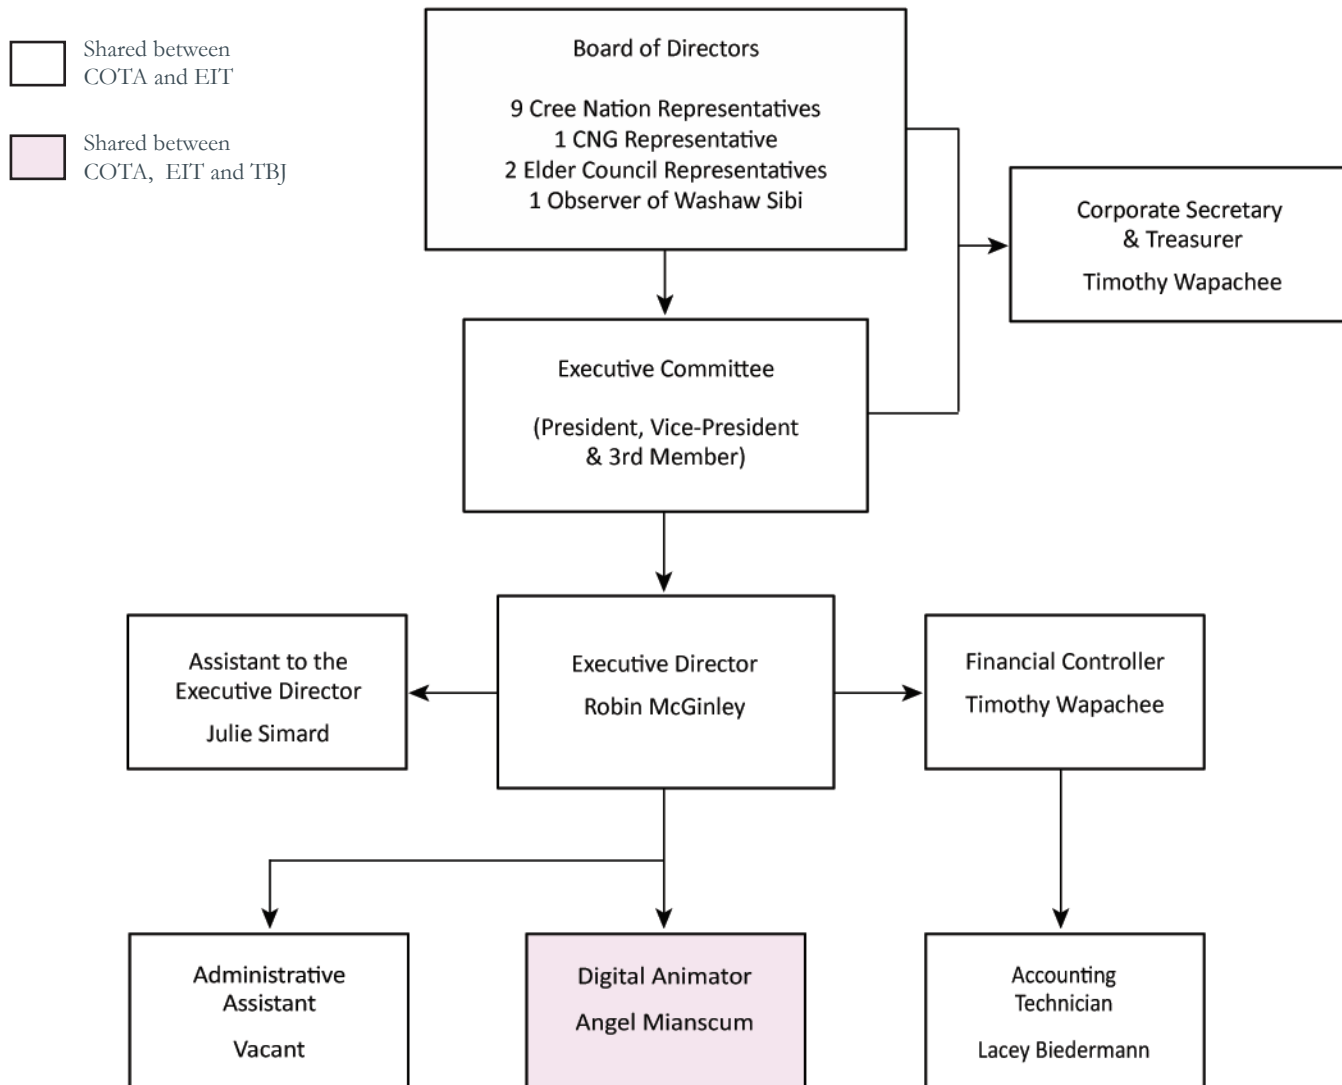 Shared between
COTA and EIT
Shared between
COTA, EIT and TBJ
Board of Directors
9 Cree Nation Representatives
1 CNG Representative
2 Elder Council Representatives
1 Observer of Washaw Sibi
Corporate Secretary
& Treasurer
Timothy Wapachee
Executive Committee
(President, Vice-President
& 3rd Member)
Assistant to the
Executive Director
Julie Simard
Executive Director
Robin McGinley
Financial Controller
Timothy Wapachee
Administrative
Assistant
Vacant
Digital Animator
Angel Mianscum
Accounting
Technician
Lacey Biedermann